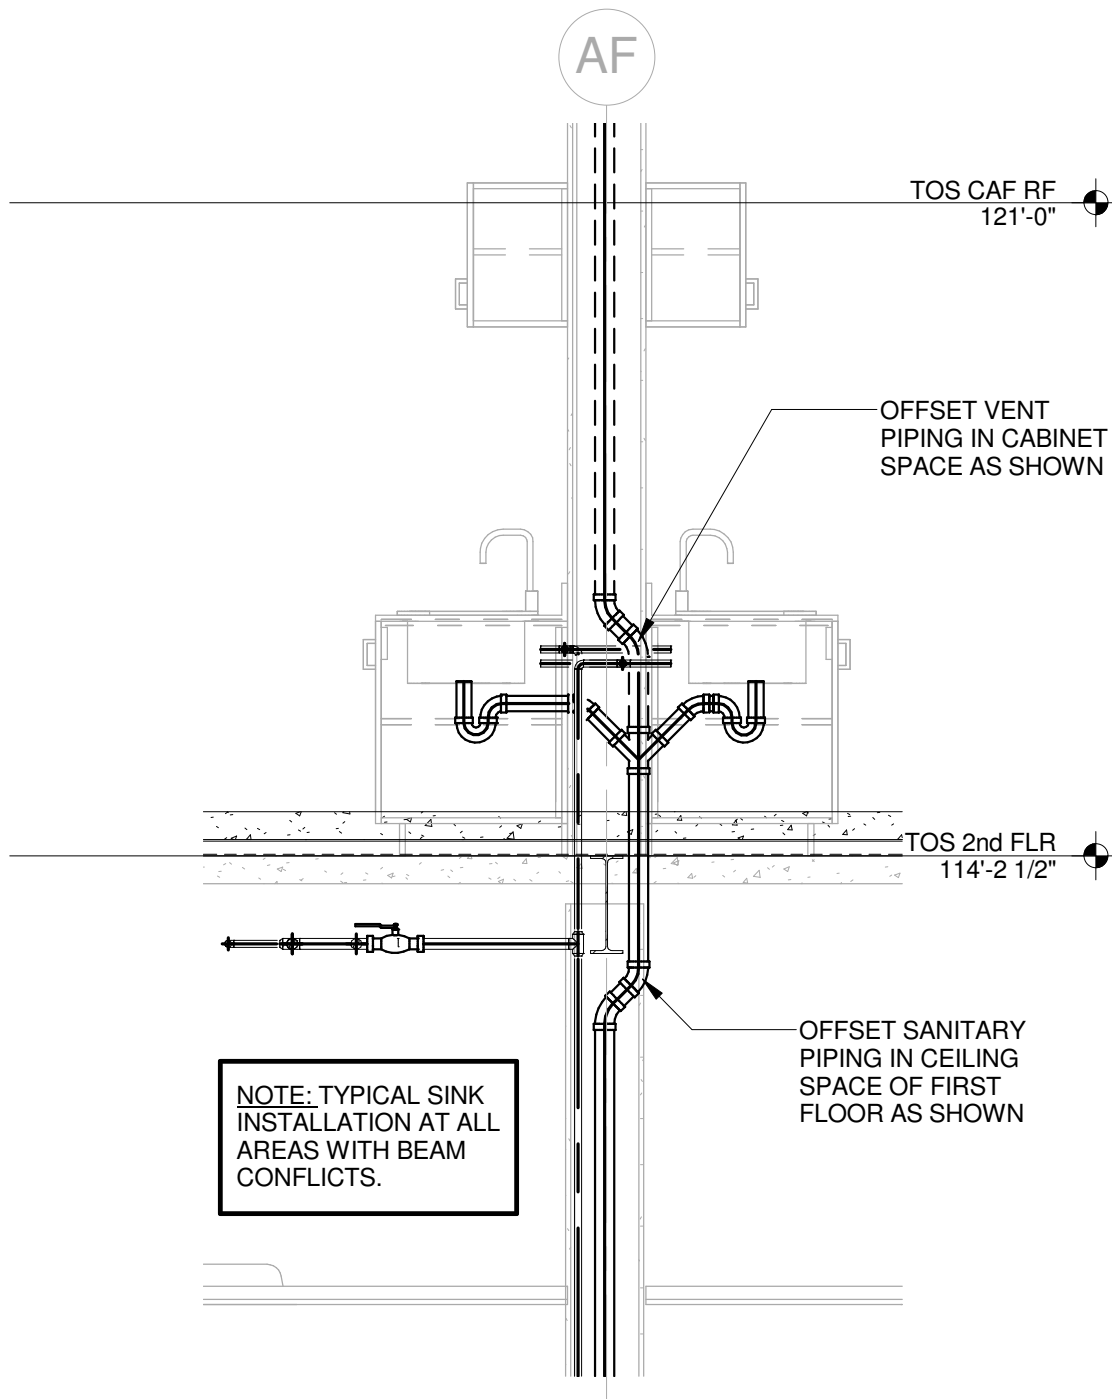 AF
TOS CAF RF
121'-0"
OFFSET VENT
PIPING IN CABINET
SPACE AS SHOWN
TOS 2nd FLR
114'-2 1/2"
OFFSET SANITARY
PIPING IN CEILING
SPACE OF FIRST
FLOOR AS SHOWN
NOTE: TYPICAL SINK
INSTALLATION AT ALL
AREAS WITH BEAM
CONFLICTS.